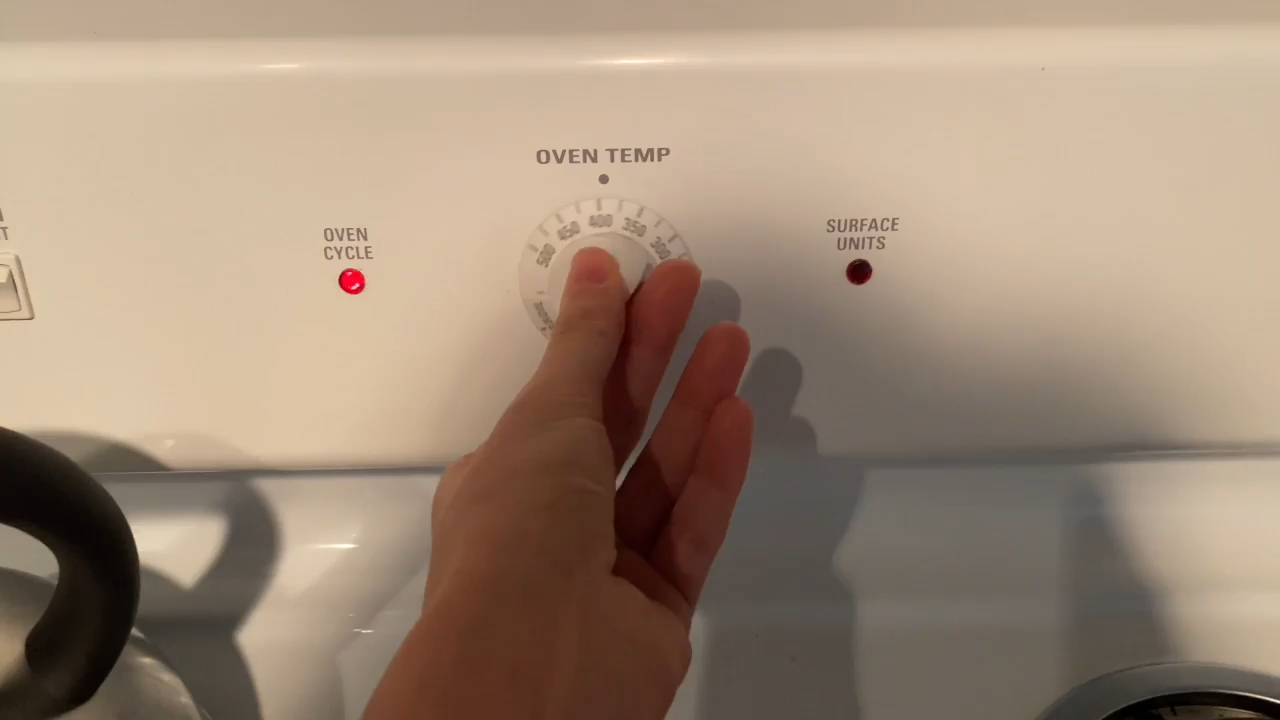 OVEN TEMP
OVEN
CYCLE
SURFACE
UNITS
500 450 400 350 300